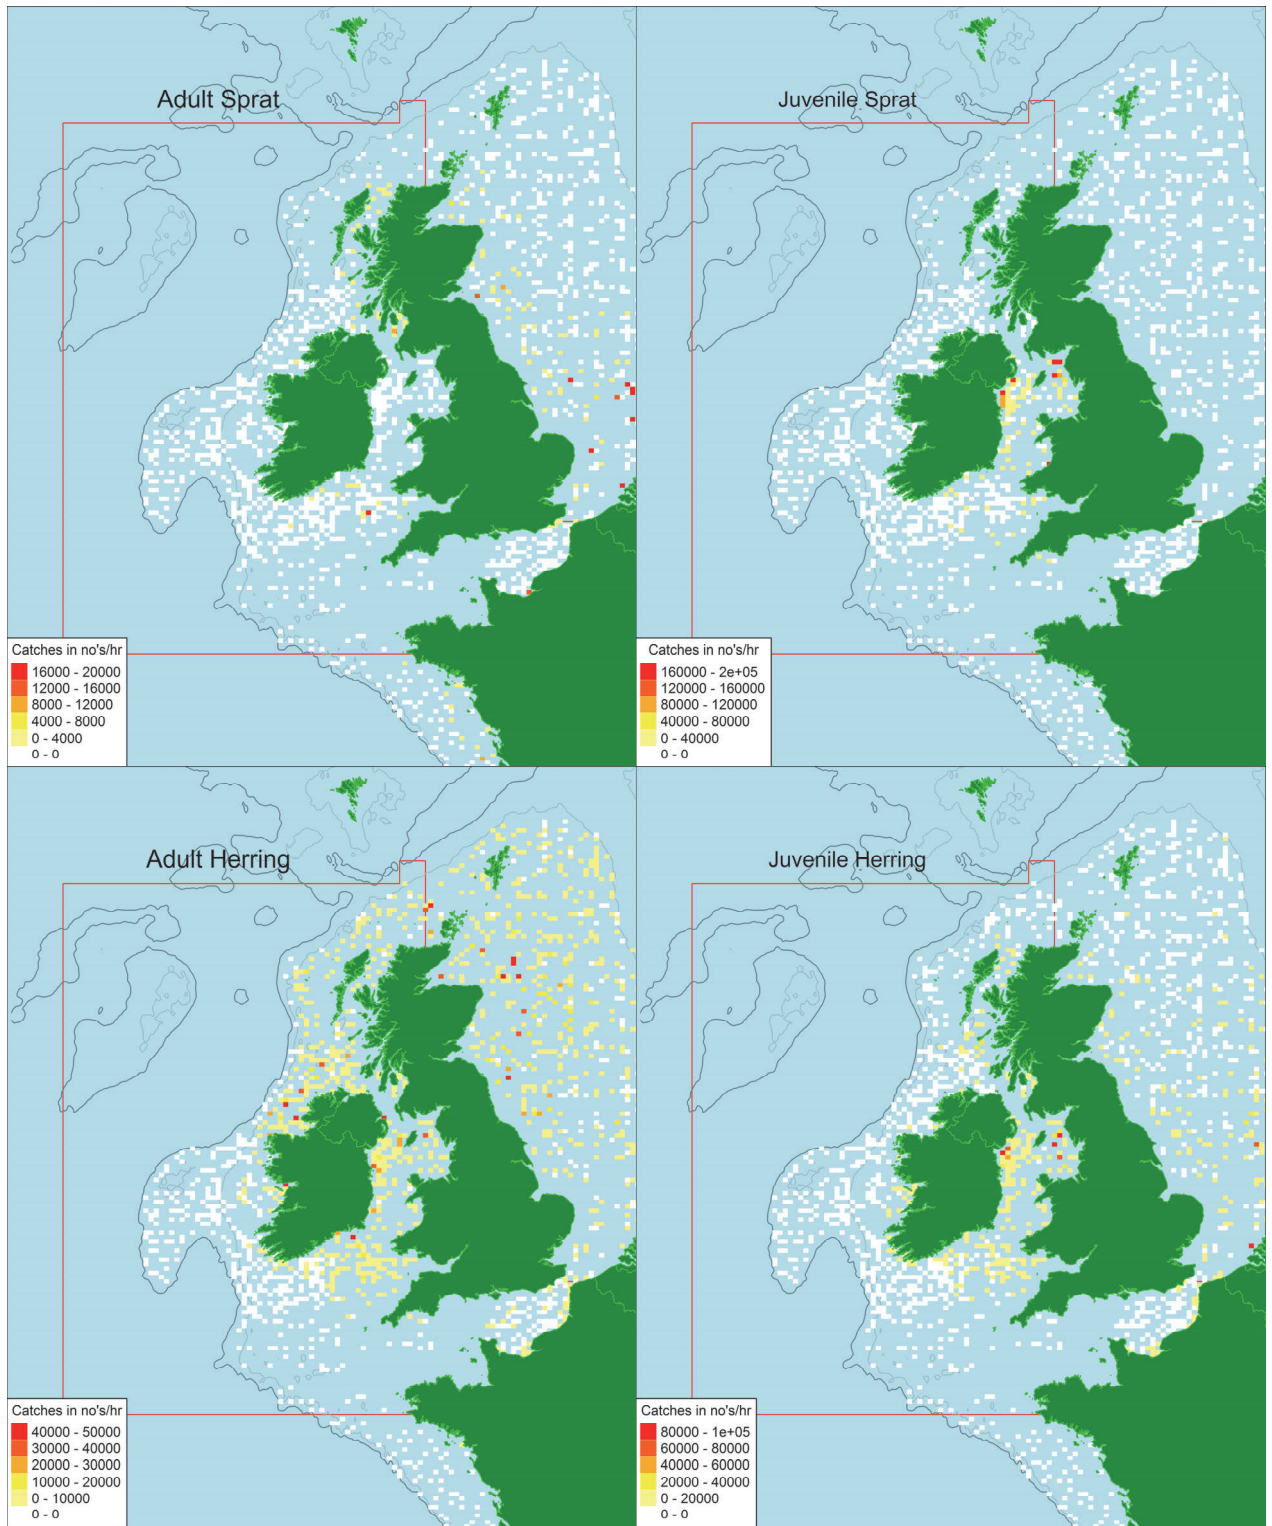 Adult Sprat
Catches in no's/hr
16000 - 20000
12000 - 16000
8000 - 12000
4000 - 8000
0 - 4000
0 - 0
Juvenile Sprat
Catches in no's/hr
160000 - 2e+05
120000 - 160000
80000 - 120000
40000 - 80000
0 - 40000
0 - 0
Adult Herring
Catches in no's/hr
40000 - 50000
30000 - 40000
20000 - 30000
10000 - 20000
0 - 10000
0 - 0
Juvenile Herring
Catches in no's/hr
80000 - 1e+05
60000 - 80000
40000 - 60000
20000 - 40000
0 - 20000
0 - 0